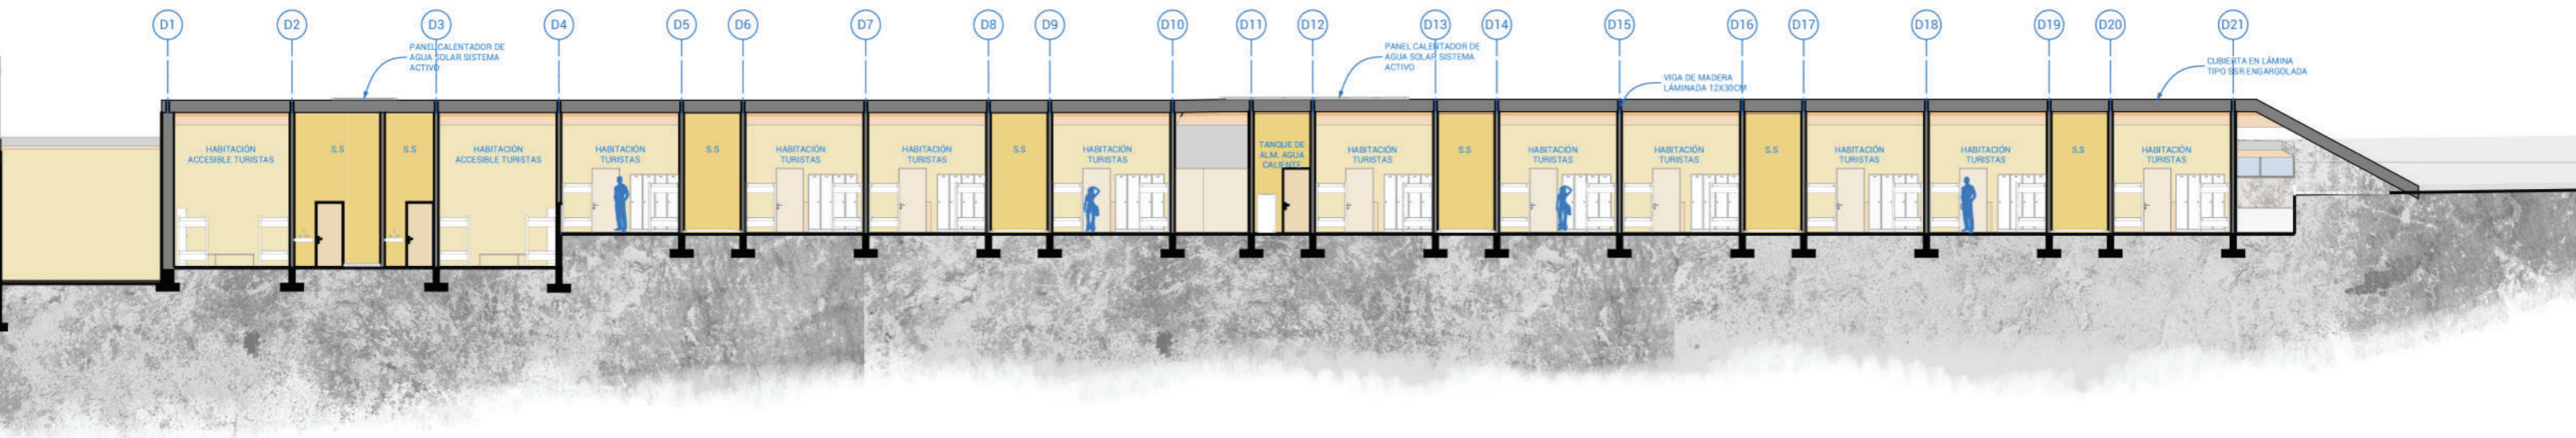 D1
D2
D3
D4
D5
D6
D7
D8
D9
D10
D11
D12
D13
D14
D15
D16
D17
D18
D19
D20
D21
PANEL CALENTADOR DE
AGUA SOLAR SISTEMA
ACTIVO
PANEL CALENTADOR DE
AGUA SOLAR SISTEMA
ACTIVO
VIGA DE MADERA
LÁMINADA 12X30CM
CUBIERTA EN LÁMINA
TIPO SSR ENGARGOLADA
HABITACIÓN
ACCESIBLE TURISTAS
S.S
S.S
HABITACIÓN
ACCESIBLE TURISTAS
HABITACIÓN
TURISTAS
S.S
HABITACIÓN
TURISTAS
HABITACIÓN
TURISTAS
S.S
HABITACIÓN
TURISTAS
TANQUE DE
ALM. AGUA
CALIENTE
HABITACIÓN
TURISTAS
S.S
HABITACIÓN
TURISTAS
HABITACIÓN
TURISTAS
S.S
HABITACIÓN
TURISTAS
HABITACIÓN
TURISTAS
S.S
HABITACIÓN
TURISTAS